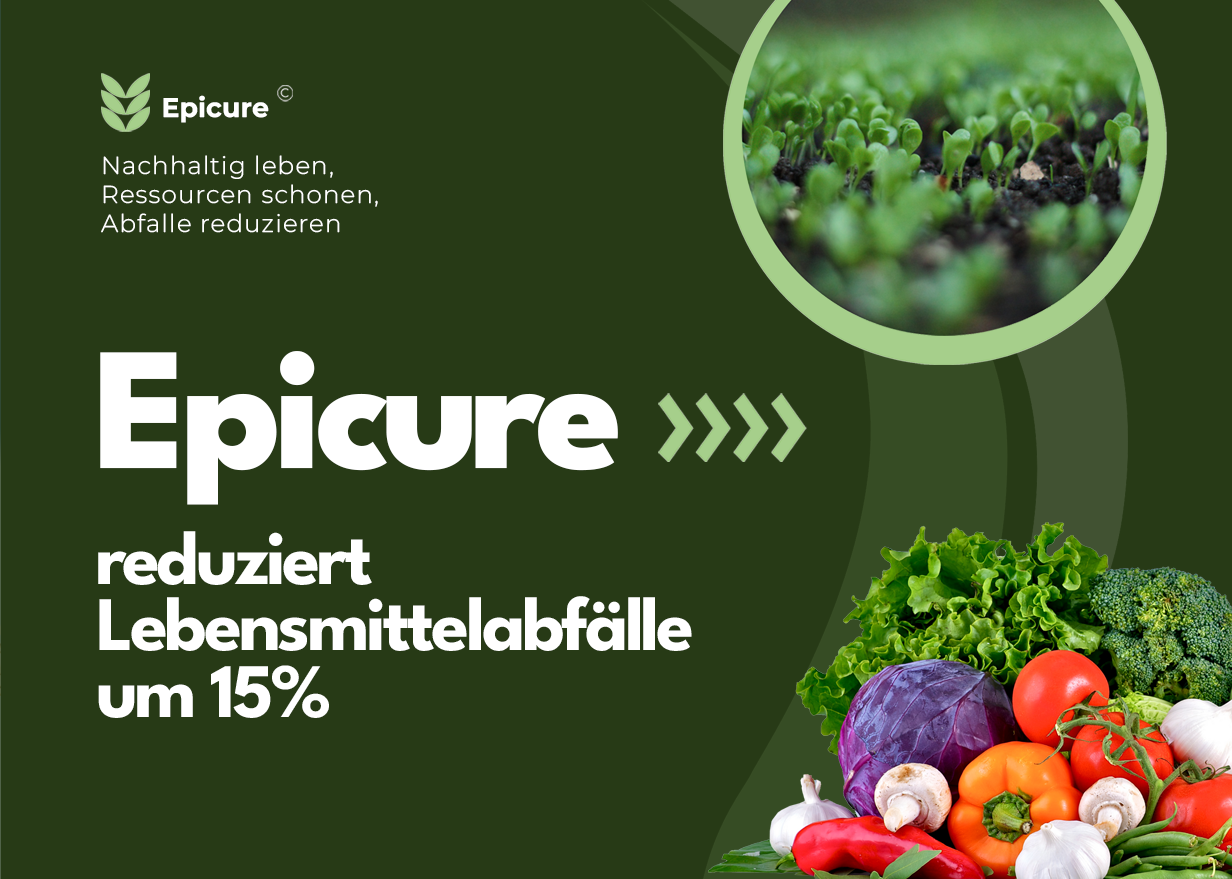 Epicure ©
Nachhaltig leben,
Ressourcen schonen,
Abfalle reduzieren
Epicure
reduziert
Lebensmittelabfälle
um 15%